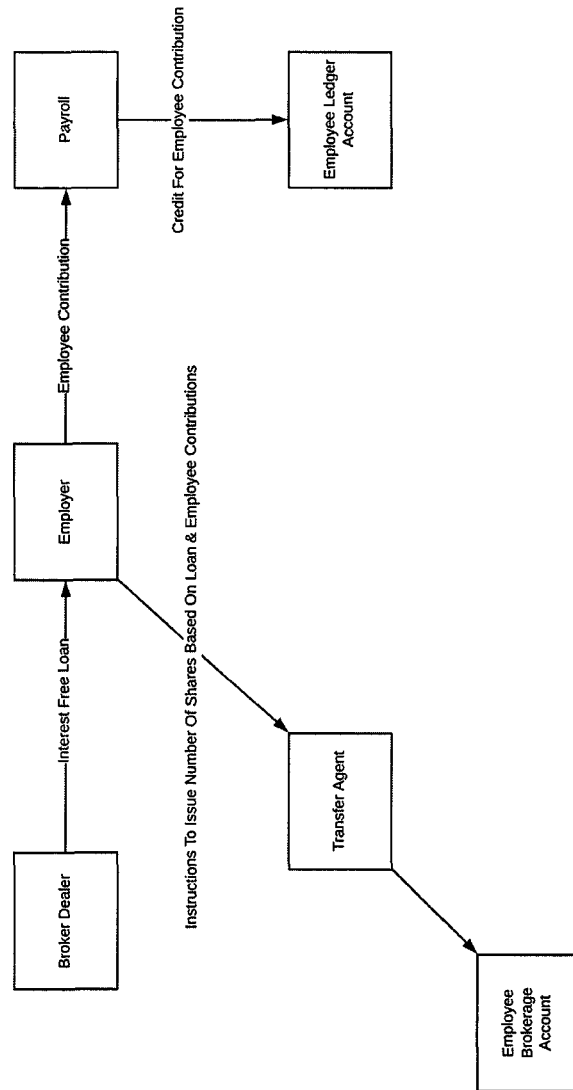 Broker Dealer
Interest Free Loan
Employer
Employee Contribution
Payroll
Instructions To Issue Number Of Shares Based On Loan & Employee Contributions
Credit For Employee Contribution
Transfer Agent
Employee Ledger
Account
Employee
Brokerage
Account